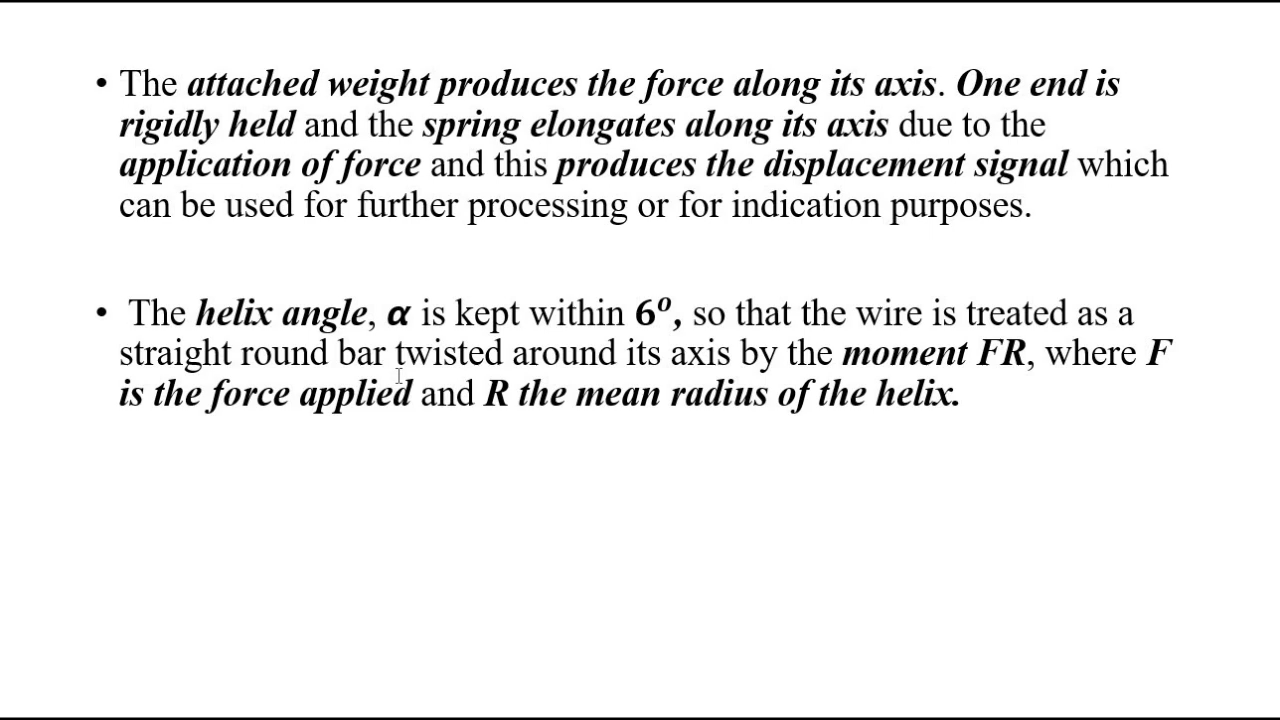 • The attached weight produces the force along its axis. One end is
rigidly held and the spring elongates along its axis due to the
application of force and this produces the displacement signal which
can be used for further processing or for indication purposes.
• The helix angle, α is kept within 6º, so that the wire is treated as a
straight round bar twisted around its axis by the moment FR, where F
is the force applied and R the mean radius of the helix.